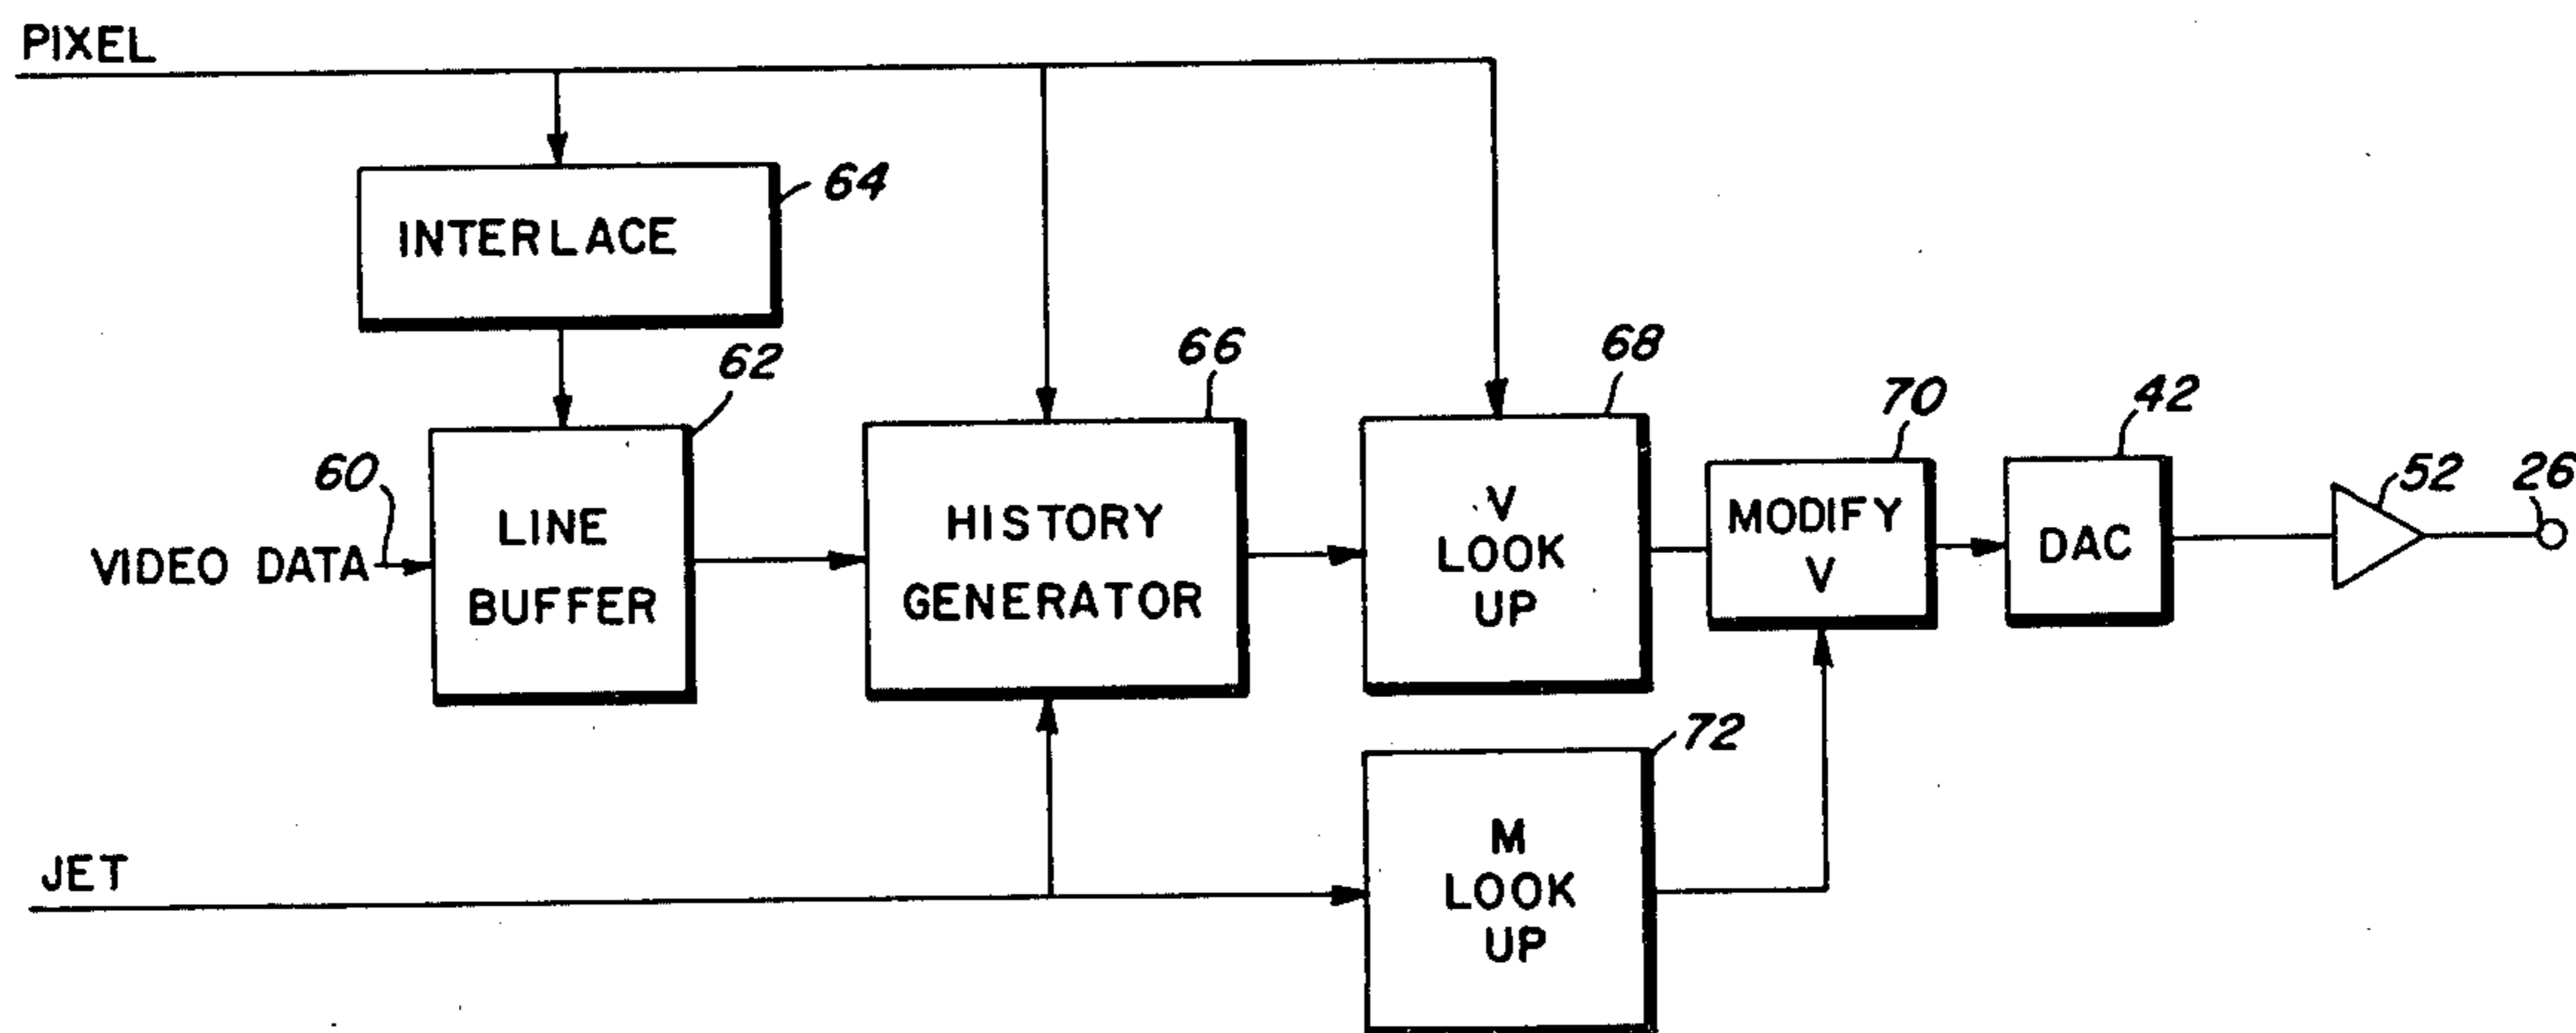 PIXEL
64
INTERLACE
62
66
68
70
42
52
26
60
VIDEO DATA
LINE
BUFFER
HISTORY
GENERATOR
V
LOOK
UP
MODIFY
V
DAC
72
JET
M
LOOK
UP